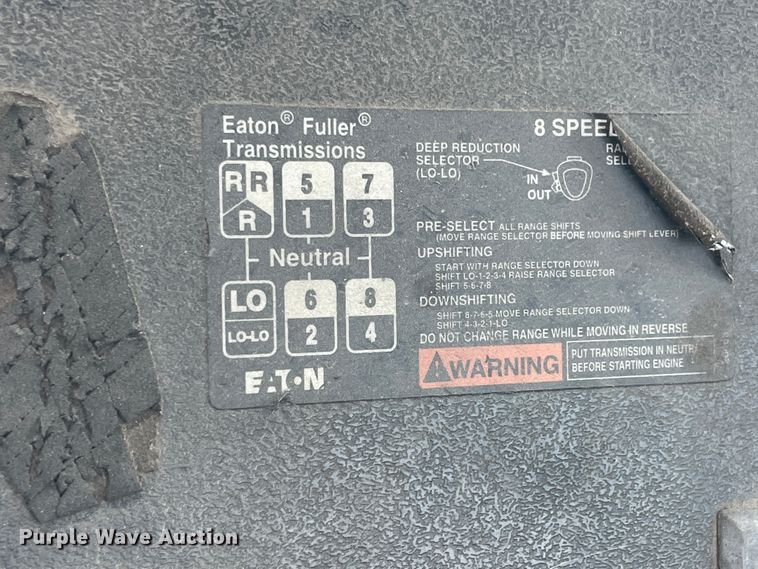 Eaton® Fuller®
Transmissions
8 SPEED
DEEP REDUCTION
SELECTOR
(LO-LO)
IN
OUT
R R 5 7
R 1 3
Neutral
LO 6 8
LO-LO 2 4
EATON
PRE-SELECT ALL RANGE SHIFTS
(MOVE RANGE SELECTOR BEFORE MOVING SHIFT LEVER)
UPSHIFTING
START WITH RANGE SELECTOR DOWN
SHIFT LO-1-2-3-4 RAISE RANGE SELECTOR
SHIFT 5-6-7-8
DOWNSHIFTING
SHIFT 8-7-6-5 MOVE RANGE SELECTOR DOWN
SHIFT 4-3-2-1-LO
DO NOT CHANGE RANGE WHILE MOVING IN REVERSE
WARNING
PUT TRANSMISSION IN NEUTR
BEFORE STARTING ENGINE
Purple Wave Auction